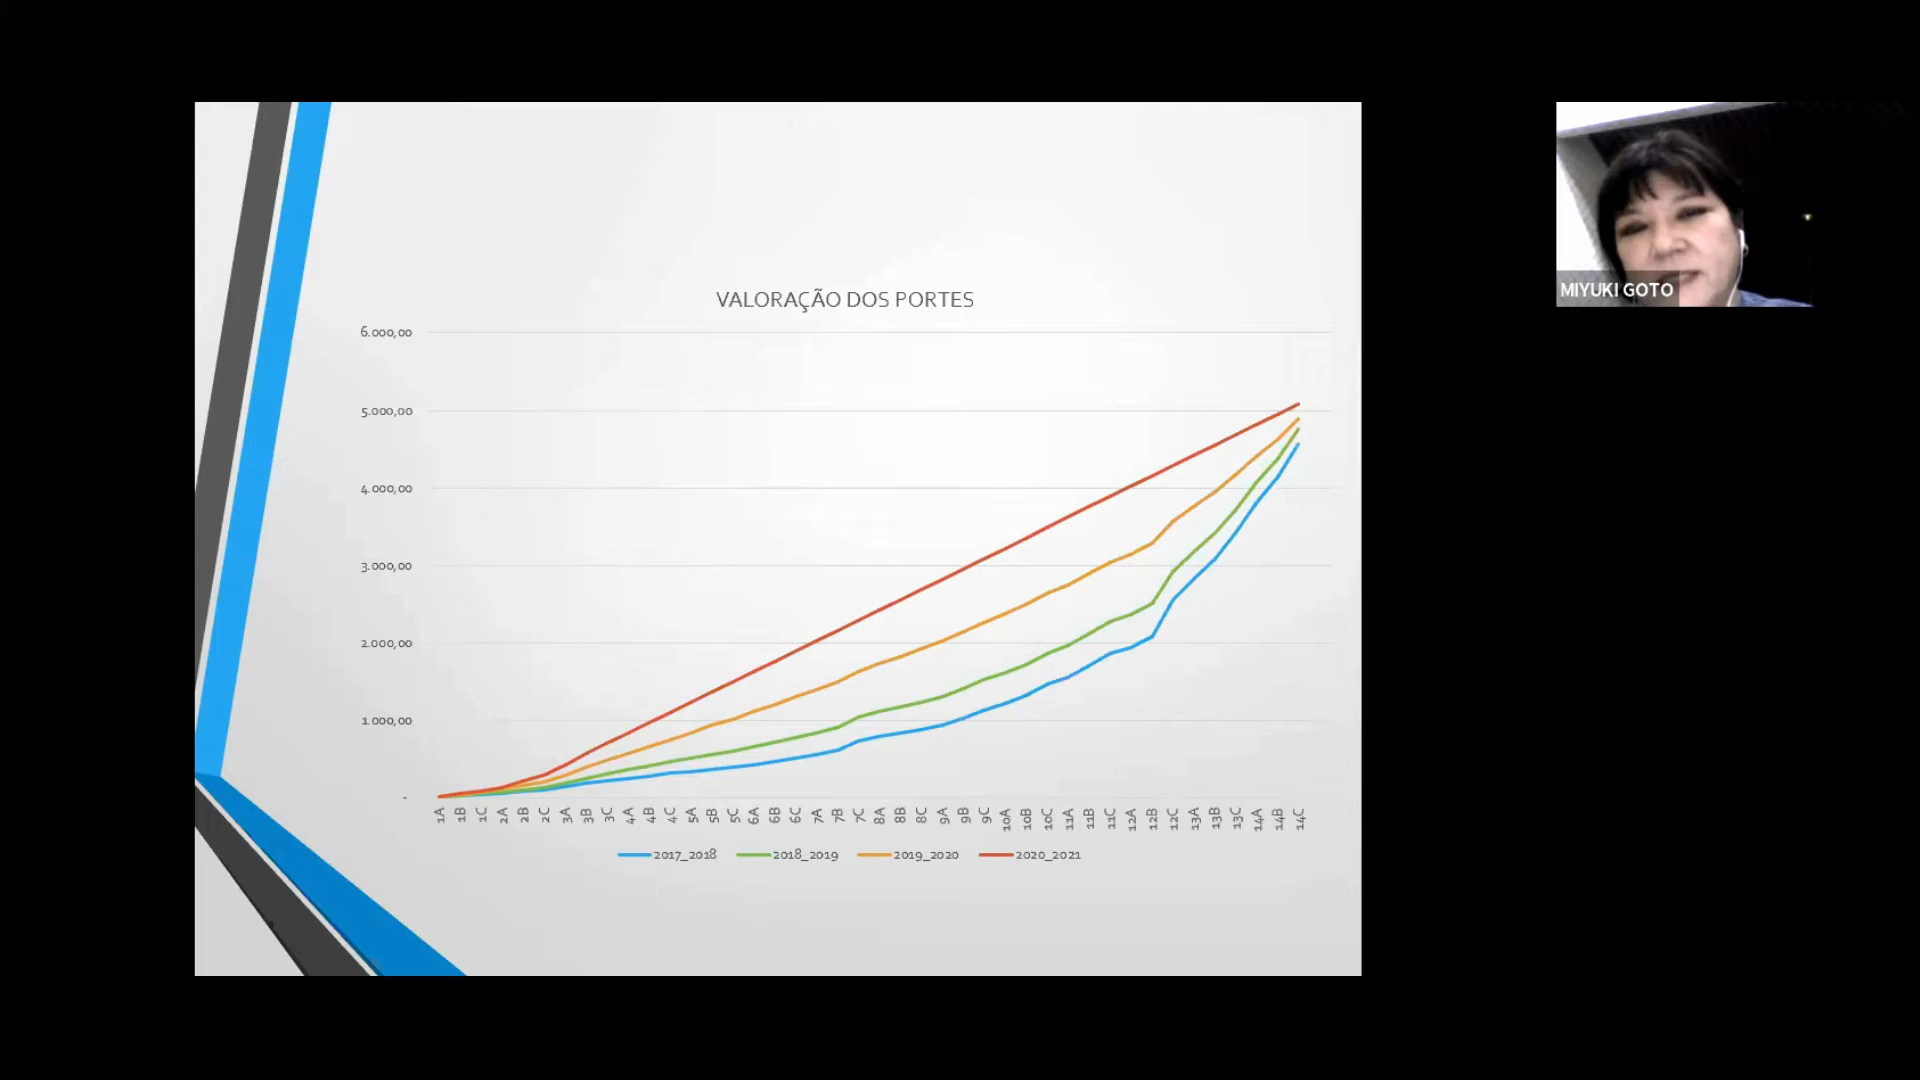 MIYUKI GOTO
VALORAÇÃO DOS PORTES
6.000,00
5.000,00
4.000,00
3.000,00
2.000,00
1.000,00
-
1A 1B 1C 2A 2B 2C 3A 3B 3C 4A 4B 4C 5A 5B 5C 6A 6B 6C 7A 7B 7C 8A 8B 8C 9A 9B 9C 10A 10B 10C 11A 11B 11C 12A 12B 12C 13A 13B 13C 14A 14B 14C
2017_2018 2018_2019 2019_2020 2020_2021